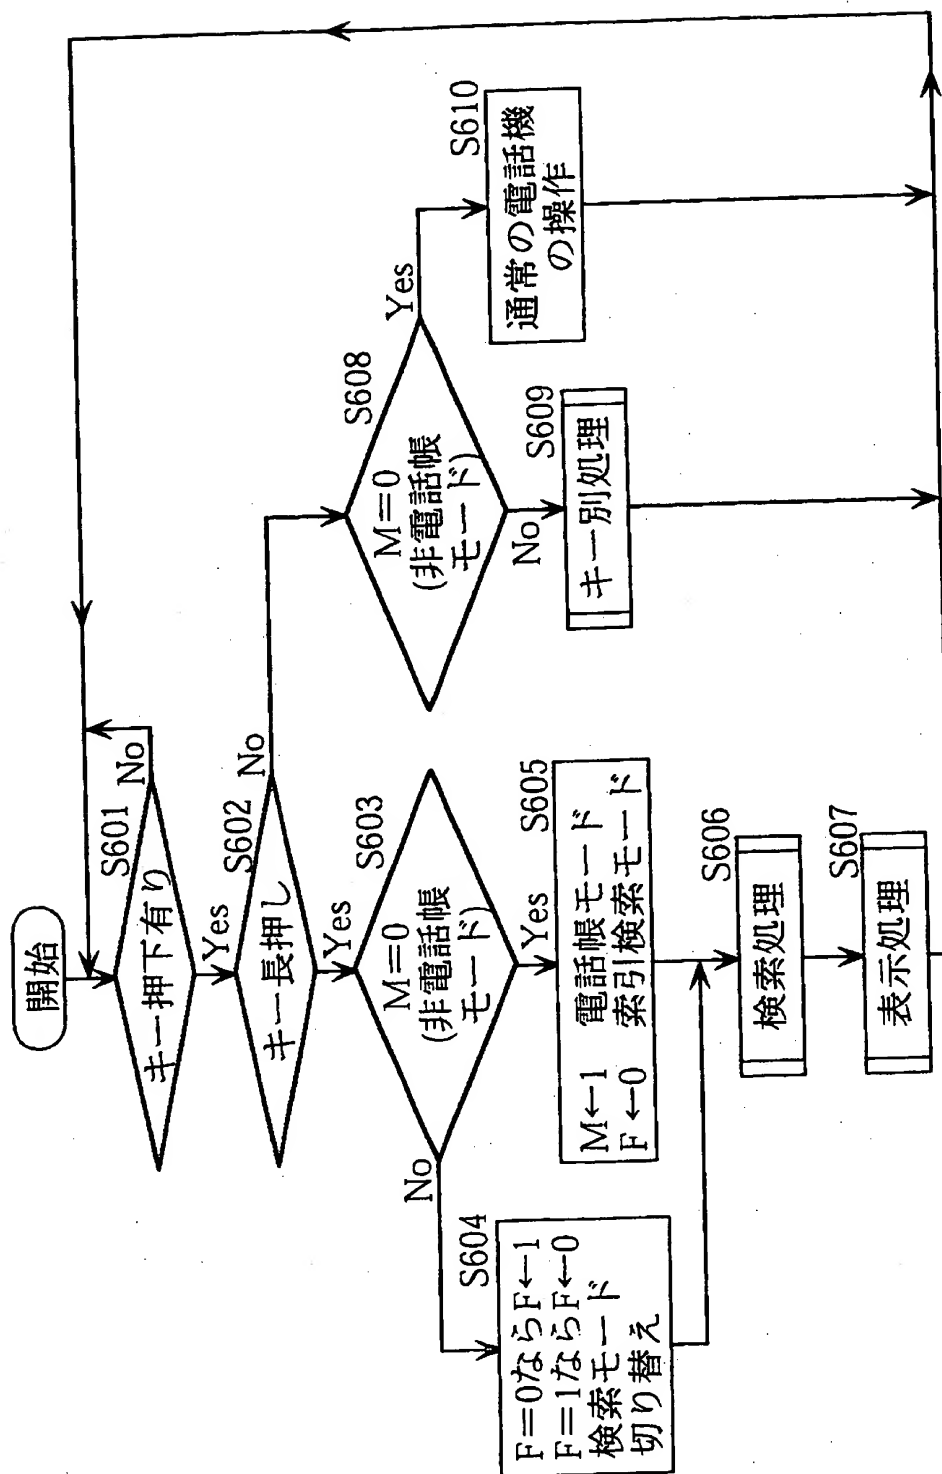 開始
S601
キー押下有り
No
Yes
S602
キー長押し
No
Yes
S603
M=0
(非電話帳
モード)
No
Yes
S604
F=0ならF←1
F=1ならF←0
検索モード
切り替え
S605
M←1 電話帳モード
F←0 索引検索モード
S606
検索処理
S607
表示処理
S608
M=0
(非電話帳
モード)
Yes
No
S609
キー別処理
S610
通常の電話機
の操作